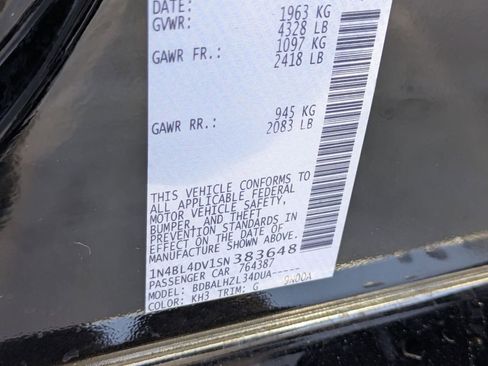 DATE:
1963 KG
GVWR:
4328 LB
1097 KG
GAWR FR.:
2418 LB
945 KG
GAWR RR.:
2083 LB
THIS VEHICLE CONFORMS TO
ALL APPLICABLE FEDERAL
MOTOR VEHICLE SAFETY,
BUMPER, AND THEFT
PREVENTION STANDARDS IN
EFFECT ON THE DATE OF
MANUFACTURE SHOWN ABOVE.
1N4BL4DV1SN383648
PASSENGER CAR 764387
MODEL: BDBALHZL34DUA-----
COLOR: KH3 TRIM: G 9N00A